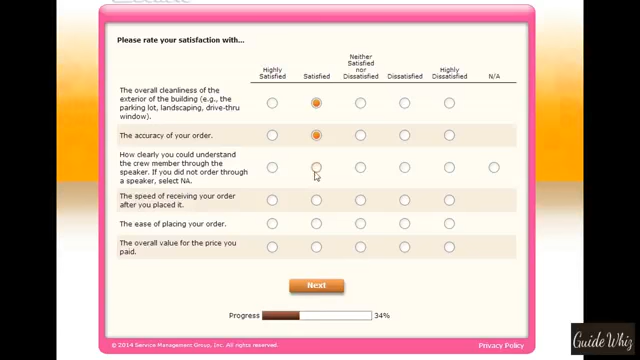 Please rate your satisfaction with...
Highly Satisfied
Satisfied
Neither Satisfied nor Dissatisfied
Dissatisfied
Highly Dissatisfied
N/A
The overall cleanliness of the
exterior of the building (e.g., the
parking lot, landscaping, drive-thru
window).
The accuracy of your order.
How clearly you could understand
the crew member through the
speaker. If you did not order through
a speaker, select NA.
The speed of receiving your order
after you placed it.
The ease of placing your order.
The overall value for the price you
paid.
Next
Progress 34%
© 2014 Service Management Group, Inc. All rights reserved.
Privacy Policy
GuideWhiz